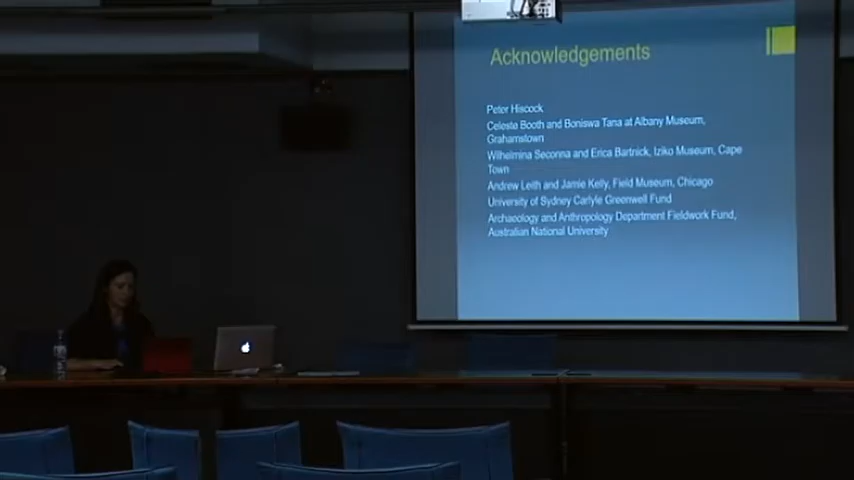 Acknowledgements
Peter Hiscock
Celeste Booth and Boniswa Tana at Albany Museum,
Grahamstown
Wilhelmina Seconna and Erica Bartnick, Iziko Museum, Cape
Town
Andrew Leith and Jamie Kelly, Field Museum, Chicago
University of Sydney Carlyle Greenwell Fund
Archaeology and Anthropology Department Fieldwork Fund,
Australian National University